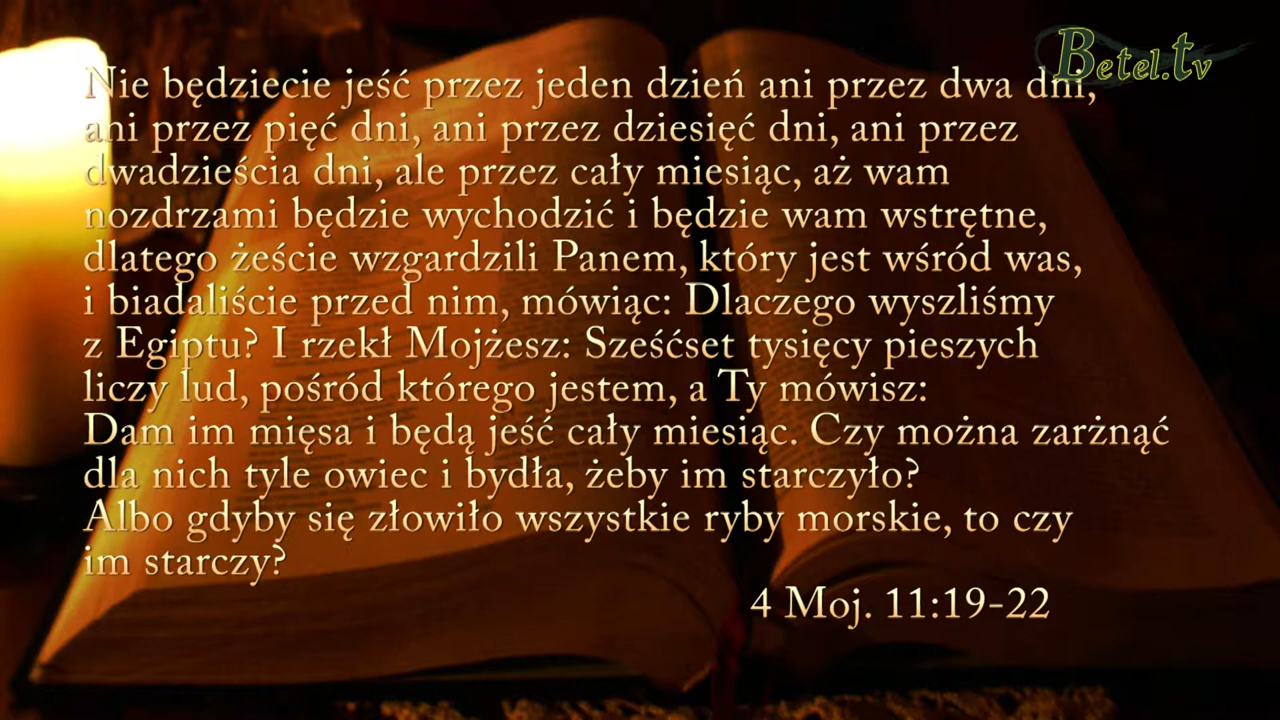 Betel.tv
Nie będziecie jeść przez jeden dzień ani przez dwa dni,
ani przez pięć dni, ani przez dziesięć dni, ani przez
dwadzieścia dni, ale przez cały miesiąc, aż wam
nozdrzami będzie wychodzić i będzie wam wstrętne,
dlatego żeście wzgardzili Panem, który jest wśród was,
i biadaliście przed nim, mówiąc: Dlaczego wyszliśmy
z Egiptu? I rzekł Mojżesz: Sześćset tysięcy pieszych
liczy lud, pośród którego jestem, a Ty mówisz:
Dam im mięsa i będą jeść cały miesiąc. Czy można zarżnąć
dla nich tyle owiec i bydła, żeby im starczyło?
Albo gdyby się złowiło wszystkie ryby morskie, to czy
im starczy?
4 Moj. 11:19-22